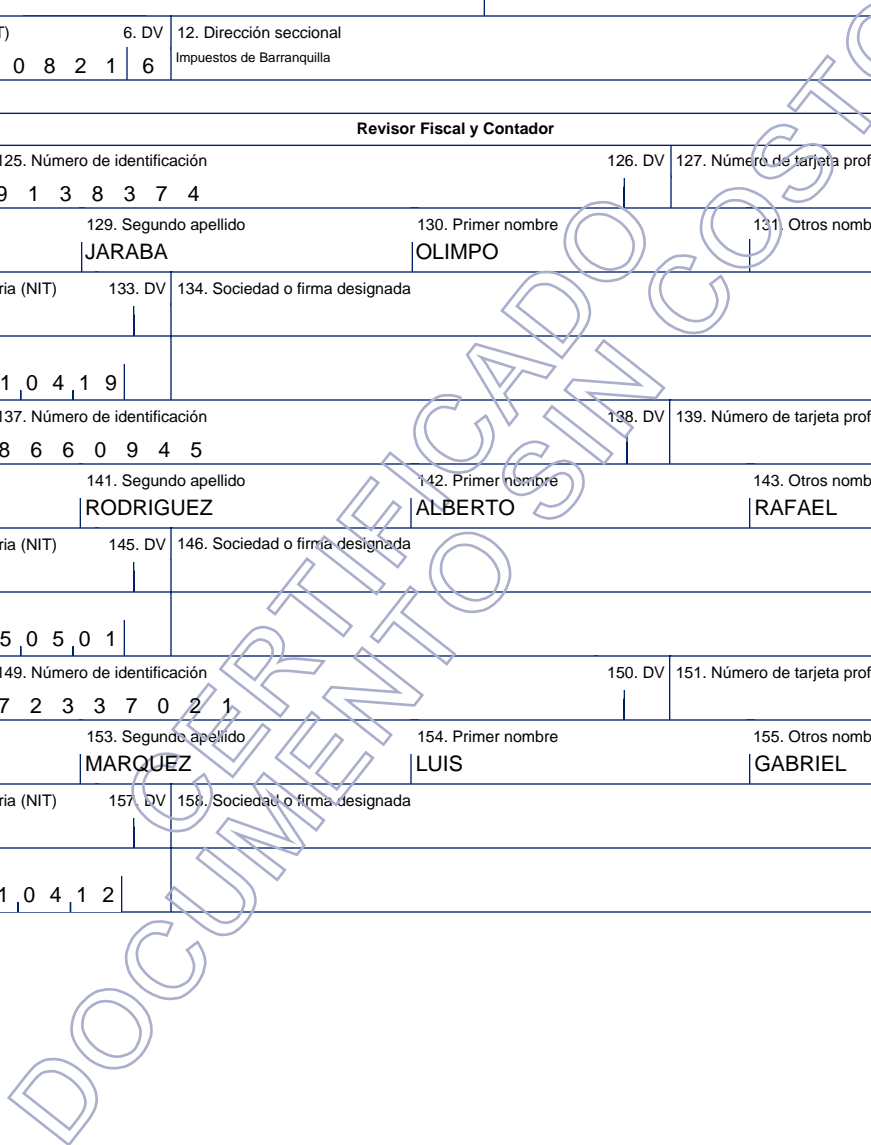 T) 6. DV 12. Dirección seccional
0 8 2 1 6 Impuestos de Barranquilla
Revisor Fiscal y Contador
125. Número de identificación 126. DV 127. Número de tarjeta prof
9 1 3 8 3 7 4
129. Segundo apellido 130. Primer nombre 131. Otros nomb
JARABA OLIMPO
ria (NIT) 133. DV 134. Sociedad o firma designada
1 0 4 1 9
137. Número de identificación 138. DV 139. Número de tarjeta prof
8 6 6 0 9 4 5
141. Segundo apellido 142. Primer nombre 143. Otros nomb
RODRIGUEZ ALBERTO RAFAEL
ria (NIT) 145. DV 146. Sociedad o firma designada
5 0 5 0 1
149. Número de identificación 150. DV 151. Número de tarjeta prof
7 2 3 3 7 0 2 1
153. Segundo apellido 154. Primer nombre 155. Otros nomb
MARQUEZ LUIS GABRIEL
ria (NIT) 157. DV 158. Sociedad o firma designada
1 0 4 1 2
CERTIFICADO
DOCUMENTO SIN COSTO